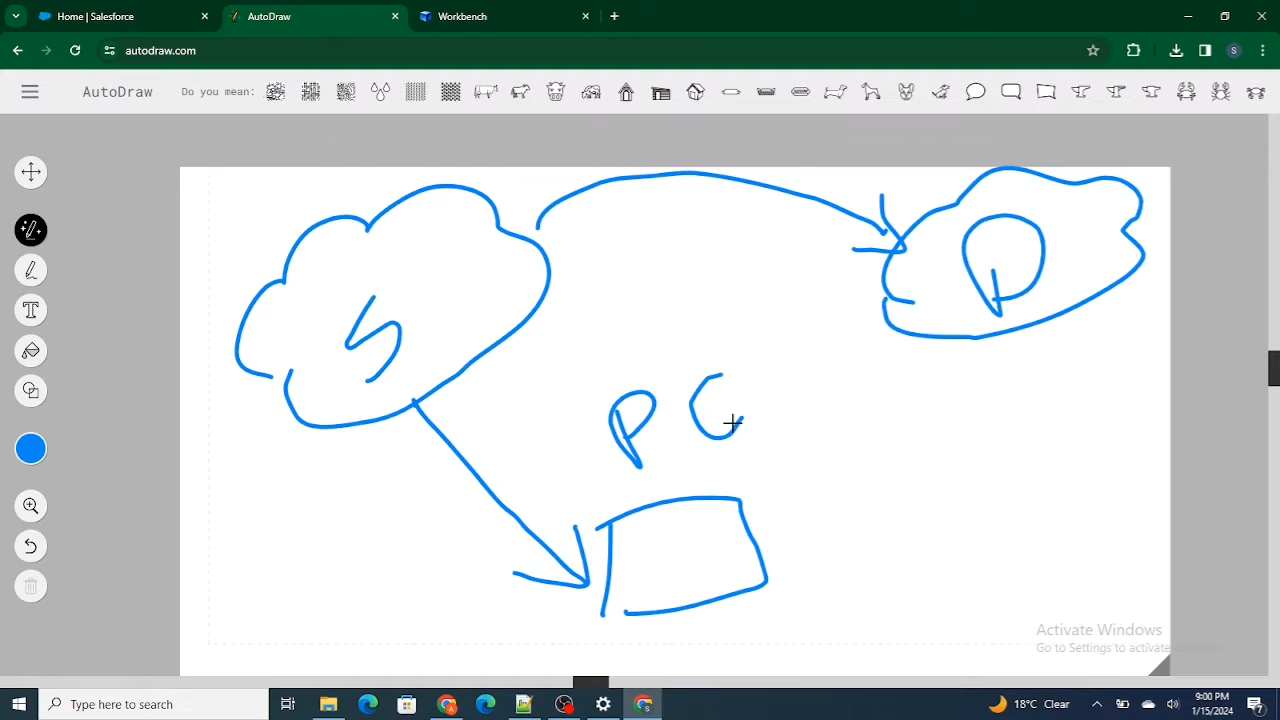 Home | Salesforce
AutoDraw
Workbench
autodraw.com
S
AutoDraw
Do you mean:
S
D
P C
Activate Windows
Go to Settings to activate
Type here to search
18°C Clear
9:00 PM
1/15/2024